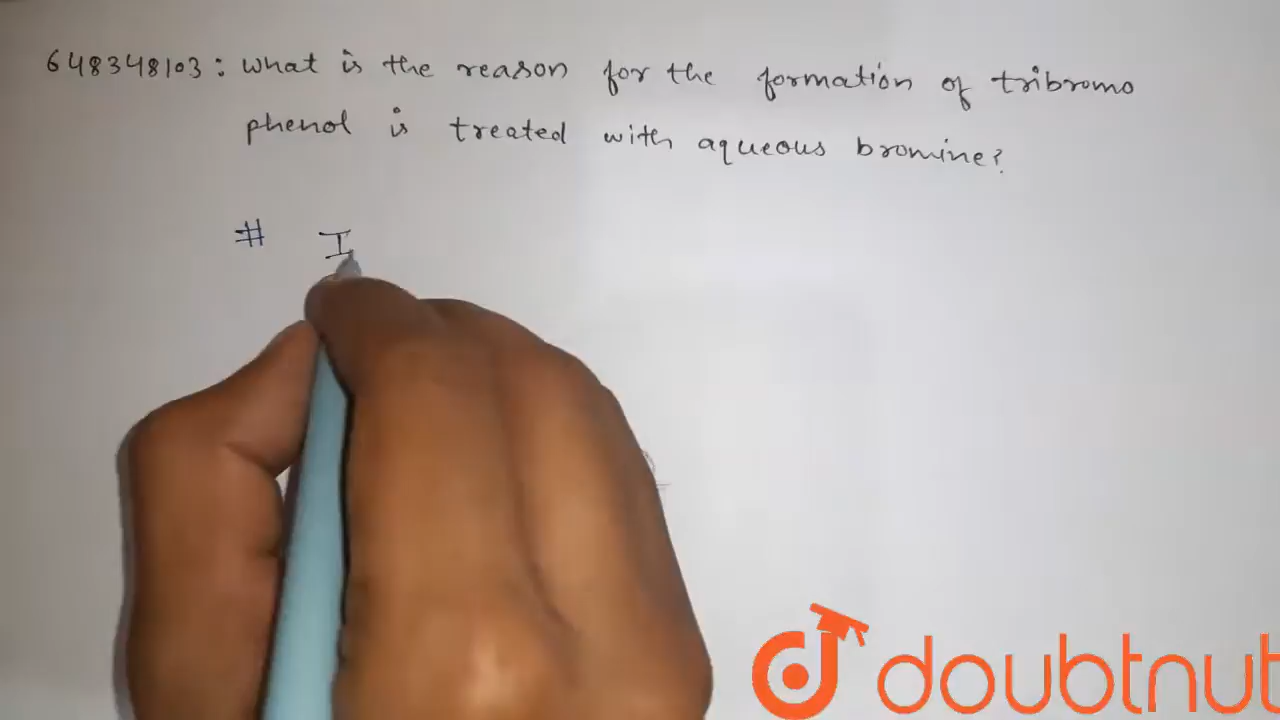 648348103: What is the reason for the formation of tribromo
phenol is treated with aqueous bromine?
# I
doubtnut